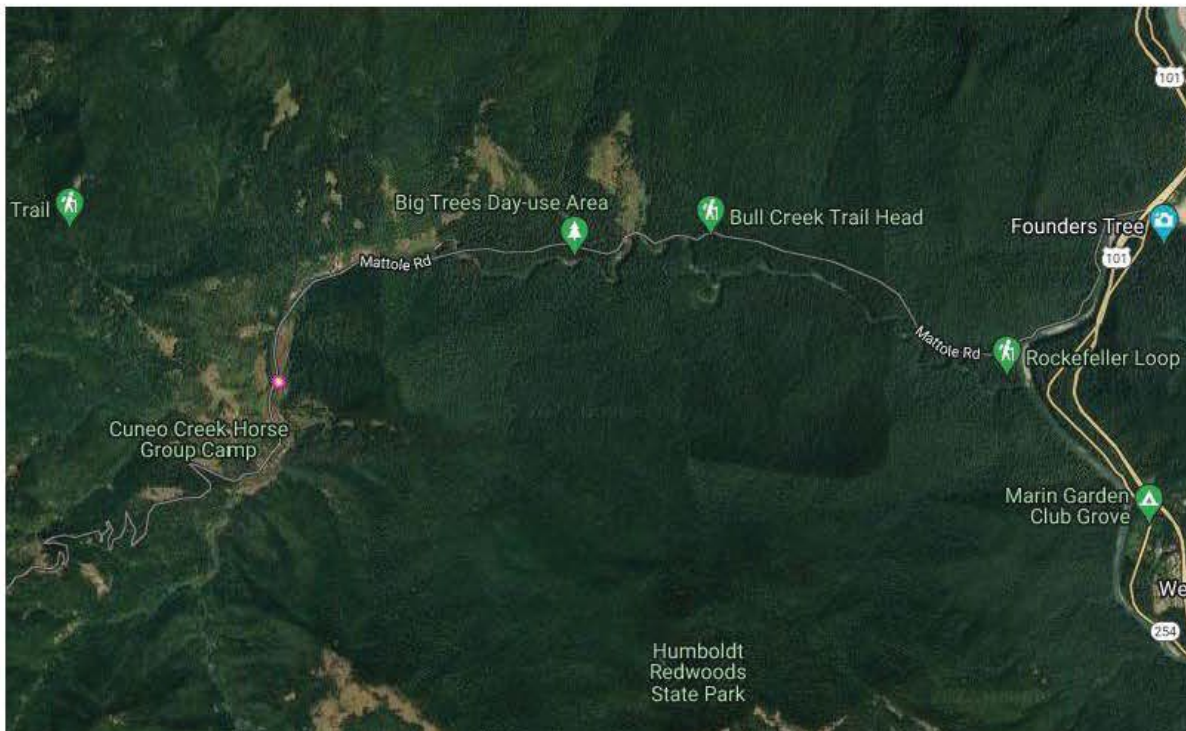 101
Trail
Big Trees Day-use Area
Bull Creek Trail Head
Founders Tree
101
Mattole Rd
Mattole Rd
Rockefeller Loop
Cuneo Creek Horse
Group Camp
Marin Garden
Club Grove
We
254
Humboldt
Redwoods
State Park